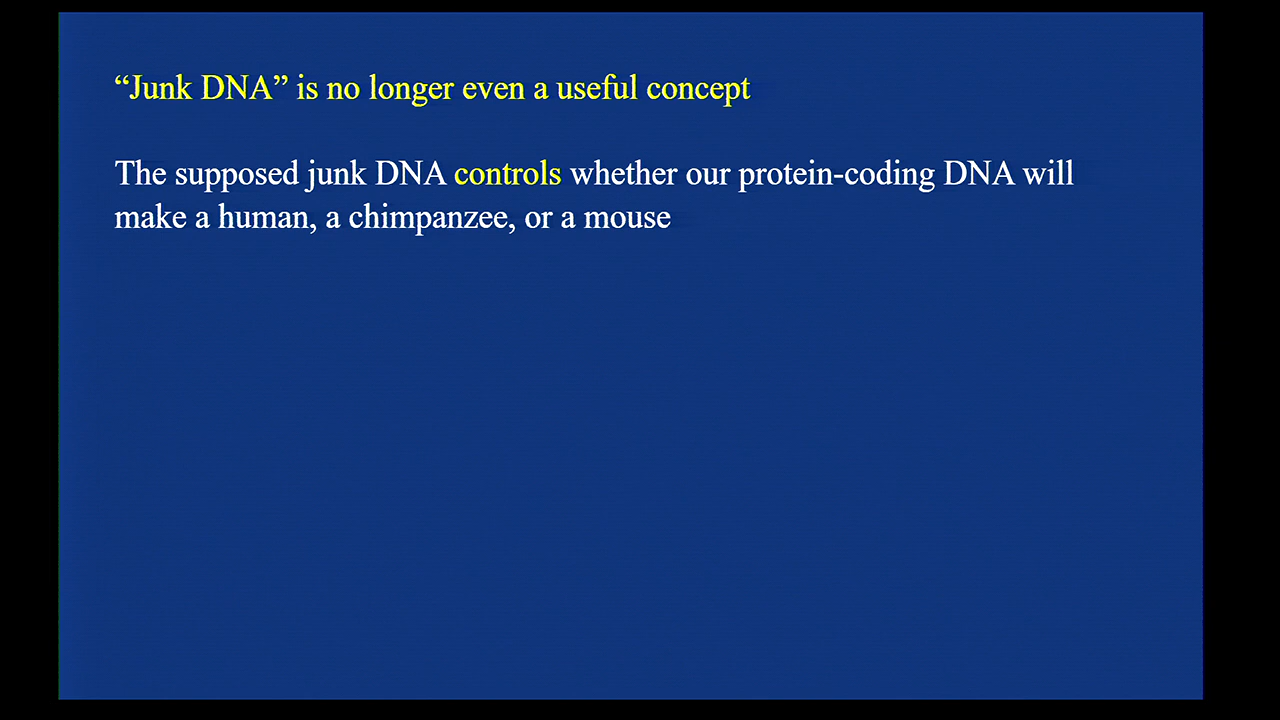 “Junk DNA” is no longer even a useful concept
The supposed junk DNA controls whether our protein-coding DNA will
make a human, a chimpanzee, or a mouse